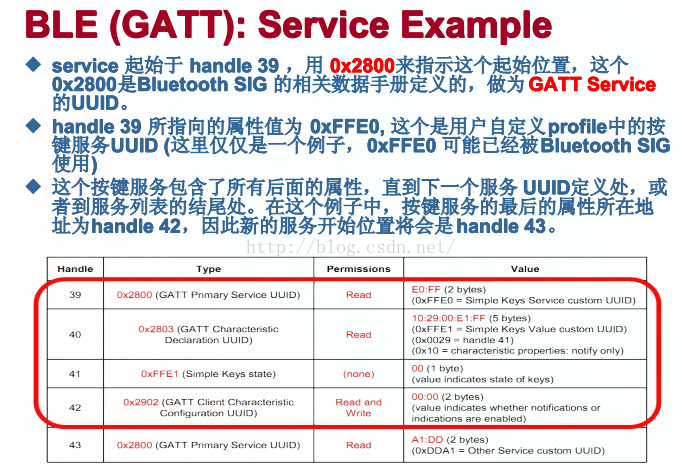 BLE (GATT): Service Example
service 起始于 handle 39 ，用 0x2800来指示这个起始位置，这个
0x2800是Bluetooth SIG 的相关数据手册定义的，做为 GATT Service
的UUID。
handle 39 所指向的属性值为 0xFFE0, 这个是用户自定义profile中的按
键服务UUID (这里仅仅是一个例子，0xFFE0 可能已经被Bluetooth SIG
使用)
这个按键服务包含了所有后面的属性，直到下一个服务 UUID定义处，或
者到服务列表的结尾处。在这个例子中，按键服务的最后的属性所在地
址为handle 42，因此新的服务开始位置将会是 handle 43。
http://blog.csdn.net/
Handle Type Permissions Value
39 0x2800 (GATT Primary Service UUID) Read E0:FF (2 bytes)
(0xFFE0 = Simple Keys Service custom UUID)
40 0x2803 (GATT Characteristic
Declaration UUID) Read 10:29:00:E1:FF (5 bytes)
(0xFFE1 = Simple Keys Value custom UUID)
(0x0029 = handle 41)
(0x10 = characteristic properties: notify only)
41 0xFFE1 (Simple Keys state) (none) 00 (1 byte)
(value indicates state of keys)
42 0x2902 (GATT Client Characteristic
Configuration UUID) Read and
Write 00:00 (2 bytes)
(value indicates whether notifications or
indications are enabled)
43 0x2800 (GATT Primary Service UUID) Read A1:DD (2 bytes)
(0xDDA1 = Other Service custom UUID)